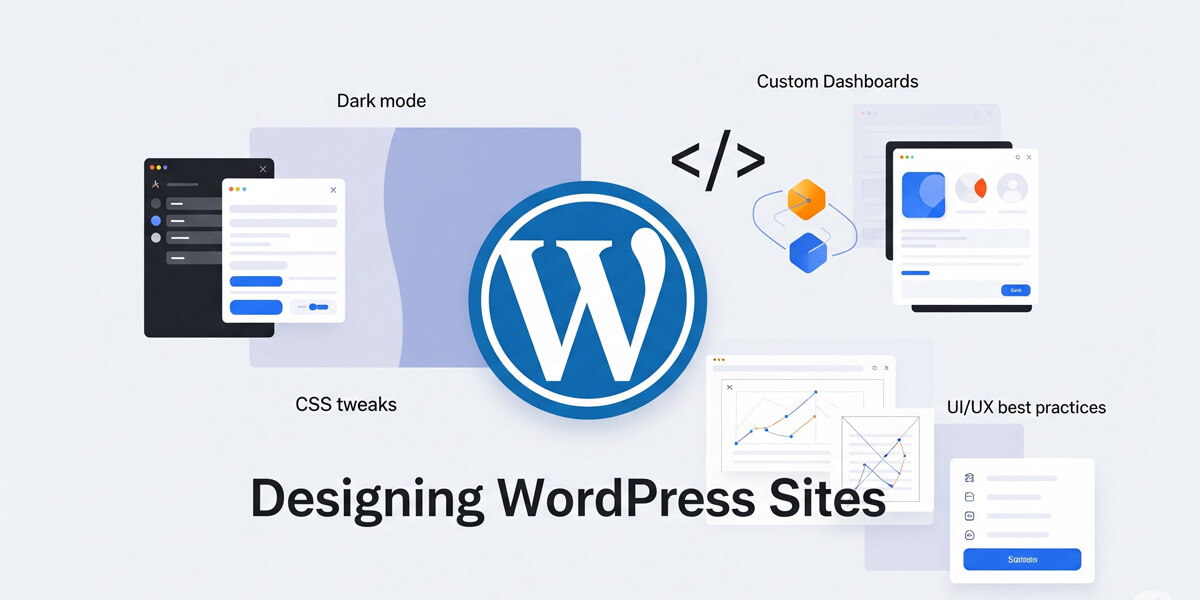 Custom Dashboards
Dark mode
</>
W
CSS tweaks
UI/UX best practices
Designing WordPress Sites